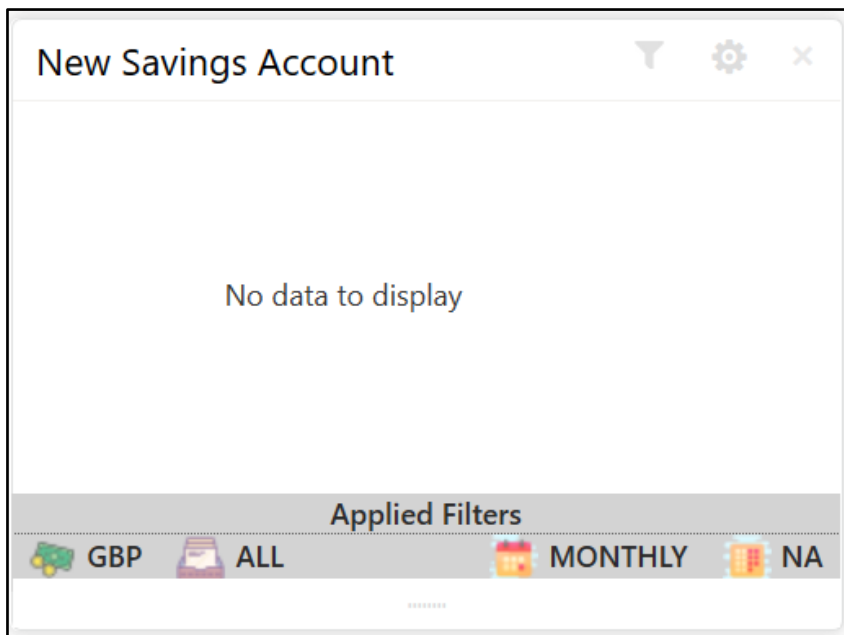 New Savings Account
No data to display
Applied Filters
GBP ALL MONTHLY NA